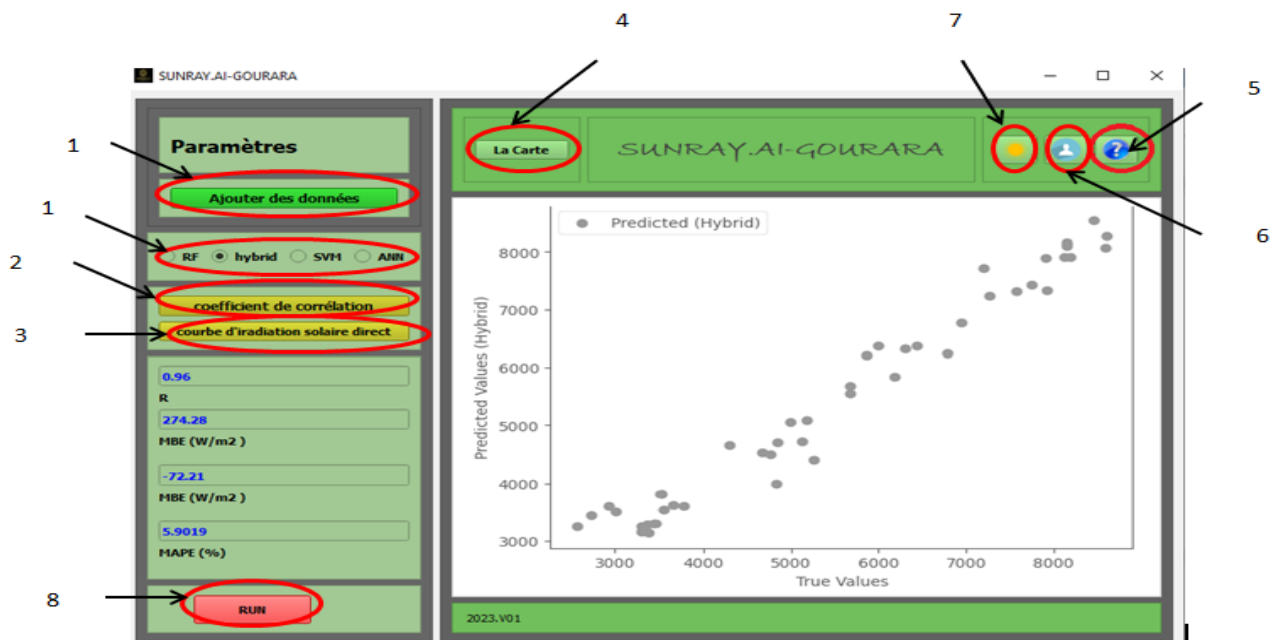 4
7
SUNRAY.AI-GOURARA
5
1
Paramètres
La Carte
SUNRAY.AI-GOURARA
?
Ajouter des données
1
6
RF hybrid SVM ANN
2
coefficient de corrélation
3
courbe d'iradiation solaire direct
0.96
R
274.28
MBE (W/m2 )
-72.21
MBE (W/m2 )
5.9019
MAPE (%)
8
RUN
Predicted (Hybrid)
Predicted Values (Hybrid)
8000
7000
6000
5000
4000
3000
3000 4000 5000 6000 7000 8000
True Values
2023.V01